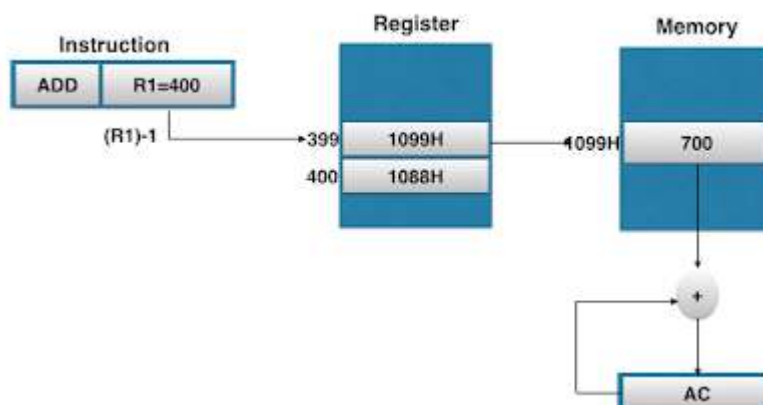 Instruction
Register
Memory
ADD
R1=400
(R1)-1
399
1099H
1099H
700
400
1088H
+
AC